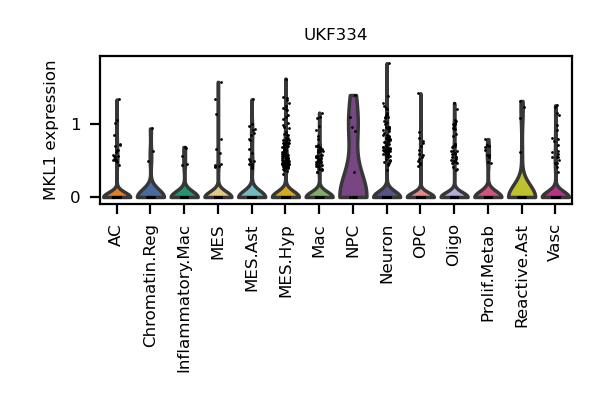 UKF334
MKL1 expression
1
0
AC
Chromatin.Reg
Inflammatory.Mac
MES
MES.Ast
MES.Hyp
Mac
NPC
Neuron
OPC
Oligo
Prolif.Metab
Reactive.Ast
Vasc